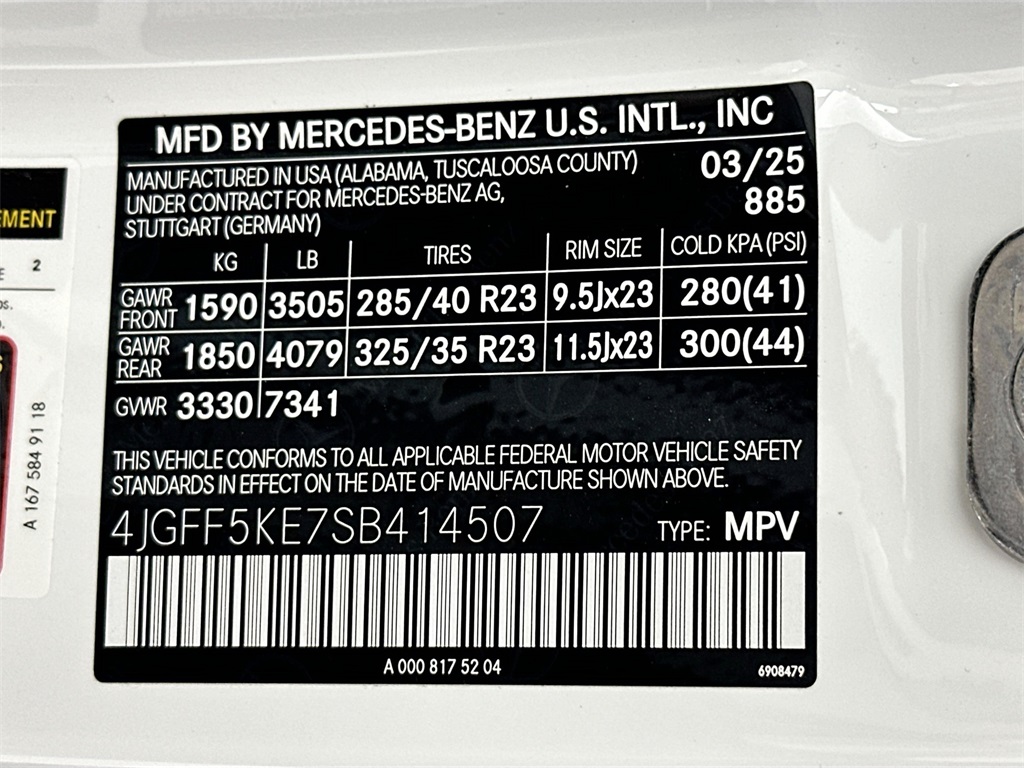 MFD BY MERCEDES-BENZ U.S. INTL., INC
MANUFACTURED IN USA (ALABAMA, TUSCALOOSA COUNTY) 03/25
UNDER CONTRACT FOR MERCEDES-BENZ AG, 885
STUTTGART (GERMANY)
KG LB TIRES RIM SIZE COLD KPA (PSI)
GAWR FRONT 1590 3505 285/40 R23 9.5Jx23 280(41)
GAWR REAR 1850 4079 325/35 R23 11.5Jx23 300(44)
GVWR 3330 7341
THIS VEHICLE CONFORMS TO ALL APPLICABLE FEDERAL MOTOR VEHICLE SAFETY
STANDARDS IN EFFECT ON THE DATE OF MANUFACTURE SHOWN ABOVE.
4JGFF5KE7SB414507 TYPE: MPV
A 000 817 52 04
6908479
EMENT
2
A 167 584 91 18